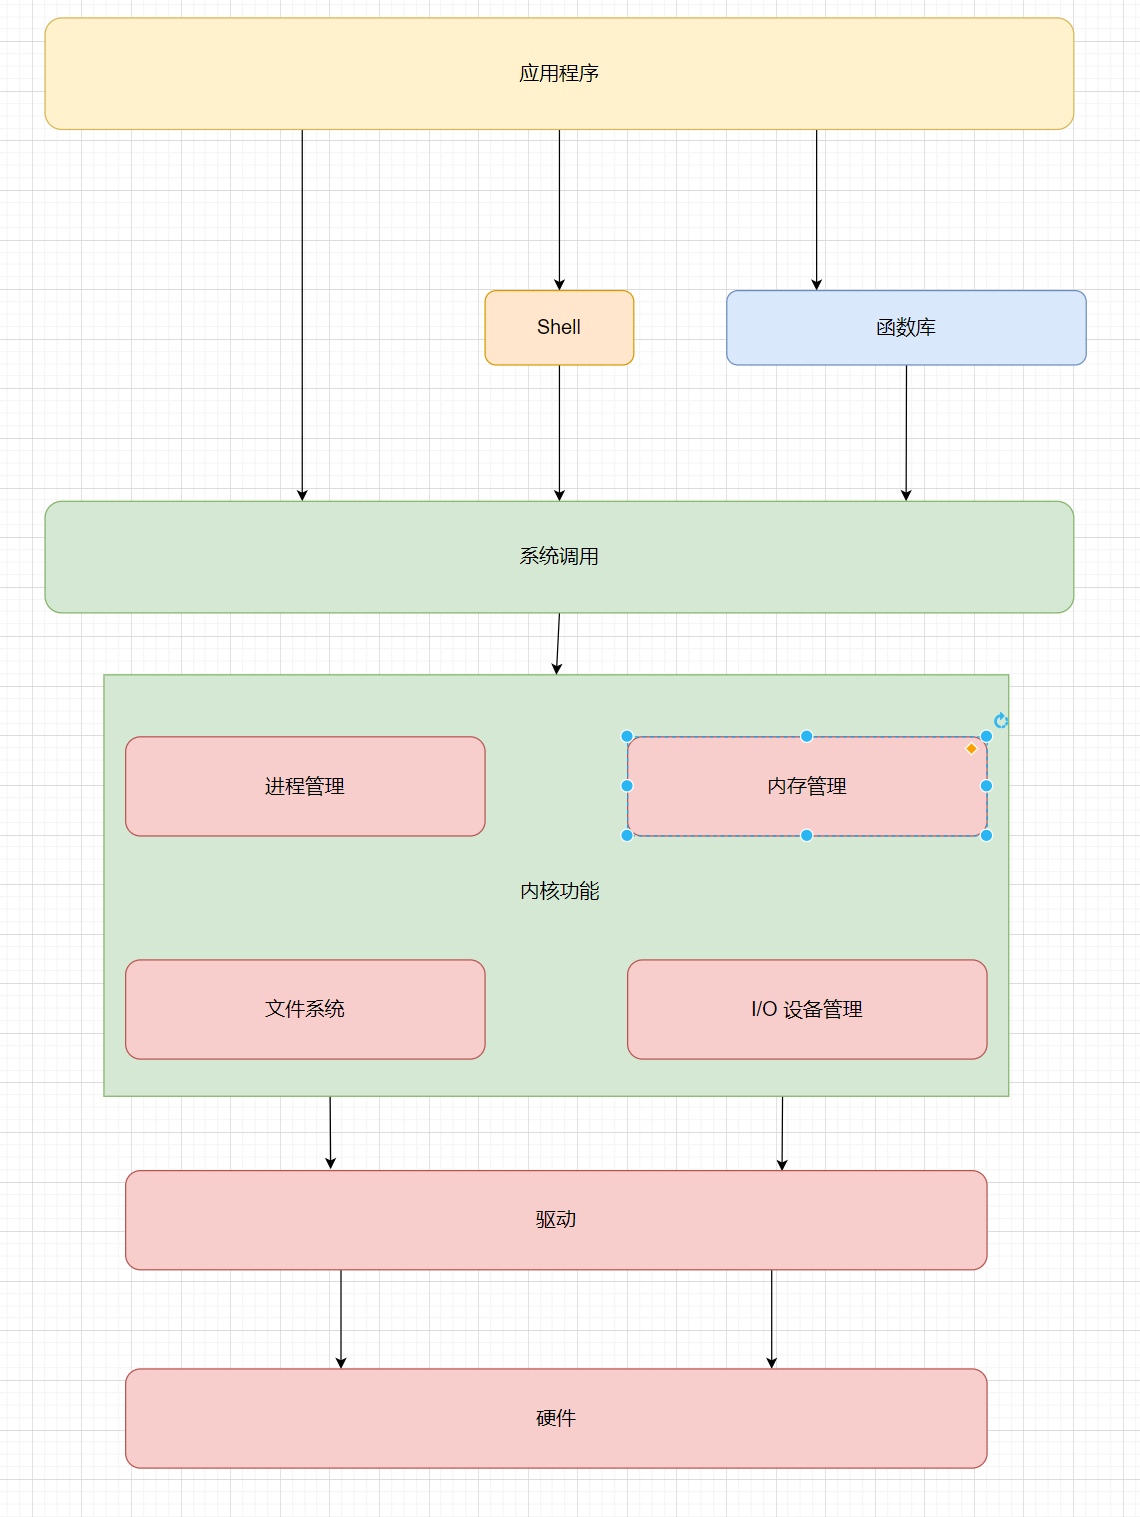 应用程序
Shell
函数库
系统调用
进程管理
内存管理
内核功能
文件系统
I/O 设备管理
驱动
硬件